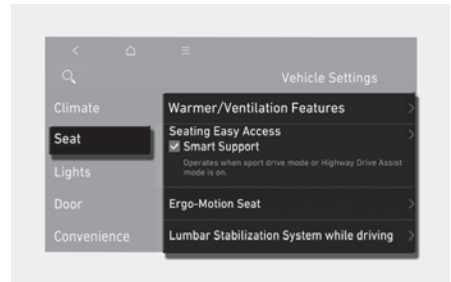 Vehicle Settings
Climate
Seat
Lights
Door
Convenience
Warmer/Ventilation Features
Seating Easy Access
Smart Support
Operates when sport drive mode or Highway Drive Assist
mode is on.
Ergo-Motion Seat
Lumbar Stabilization System while driving